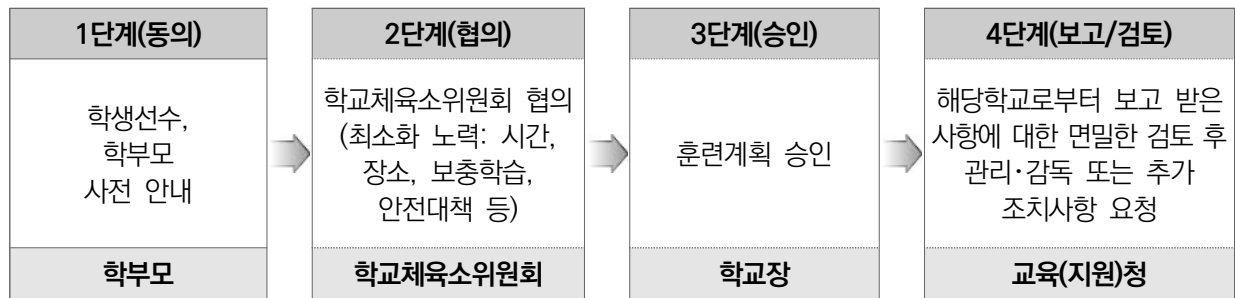 1단계(동의)
학생선수,
학부모
사전 안내
학부모
2단계(협의)
학교체육소위원회 협의
(최소화 노력: 시간,
장소, 보충학습,
안전대책 등)
학교체육소위원회
3단계(승인)
훈련계획 승인
학교장
4단계(보고/검토)
해당학교로부터 보고 받은
사항에 대한 면밀한 검토 후
관리·감독 또는 추가
조치사항 요청
교육(지원)청